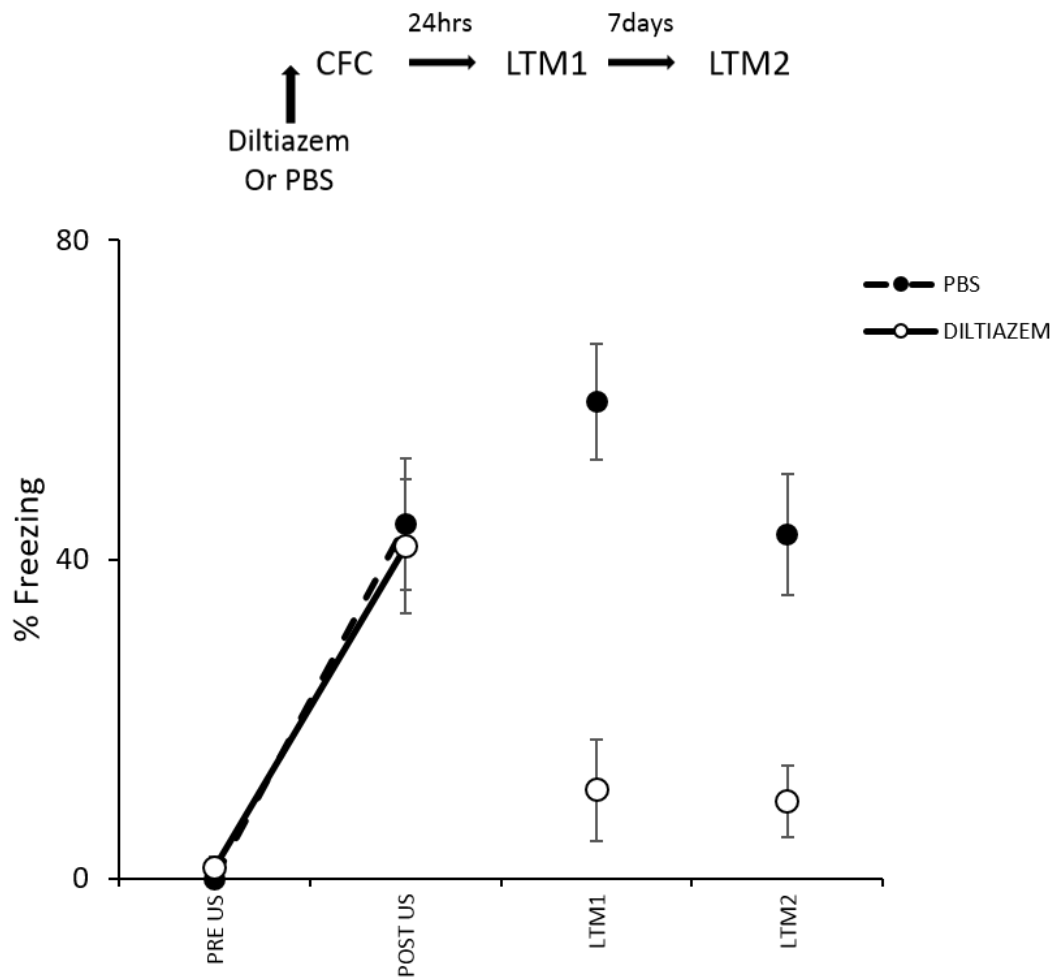 24hrs 7days
CFC LTM1 LTM2
Diltiazem
Or PBS
80
PBS
DILTIAZEM
% Freezing
40
0
PRE US
POST US
LTM1
LTM2